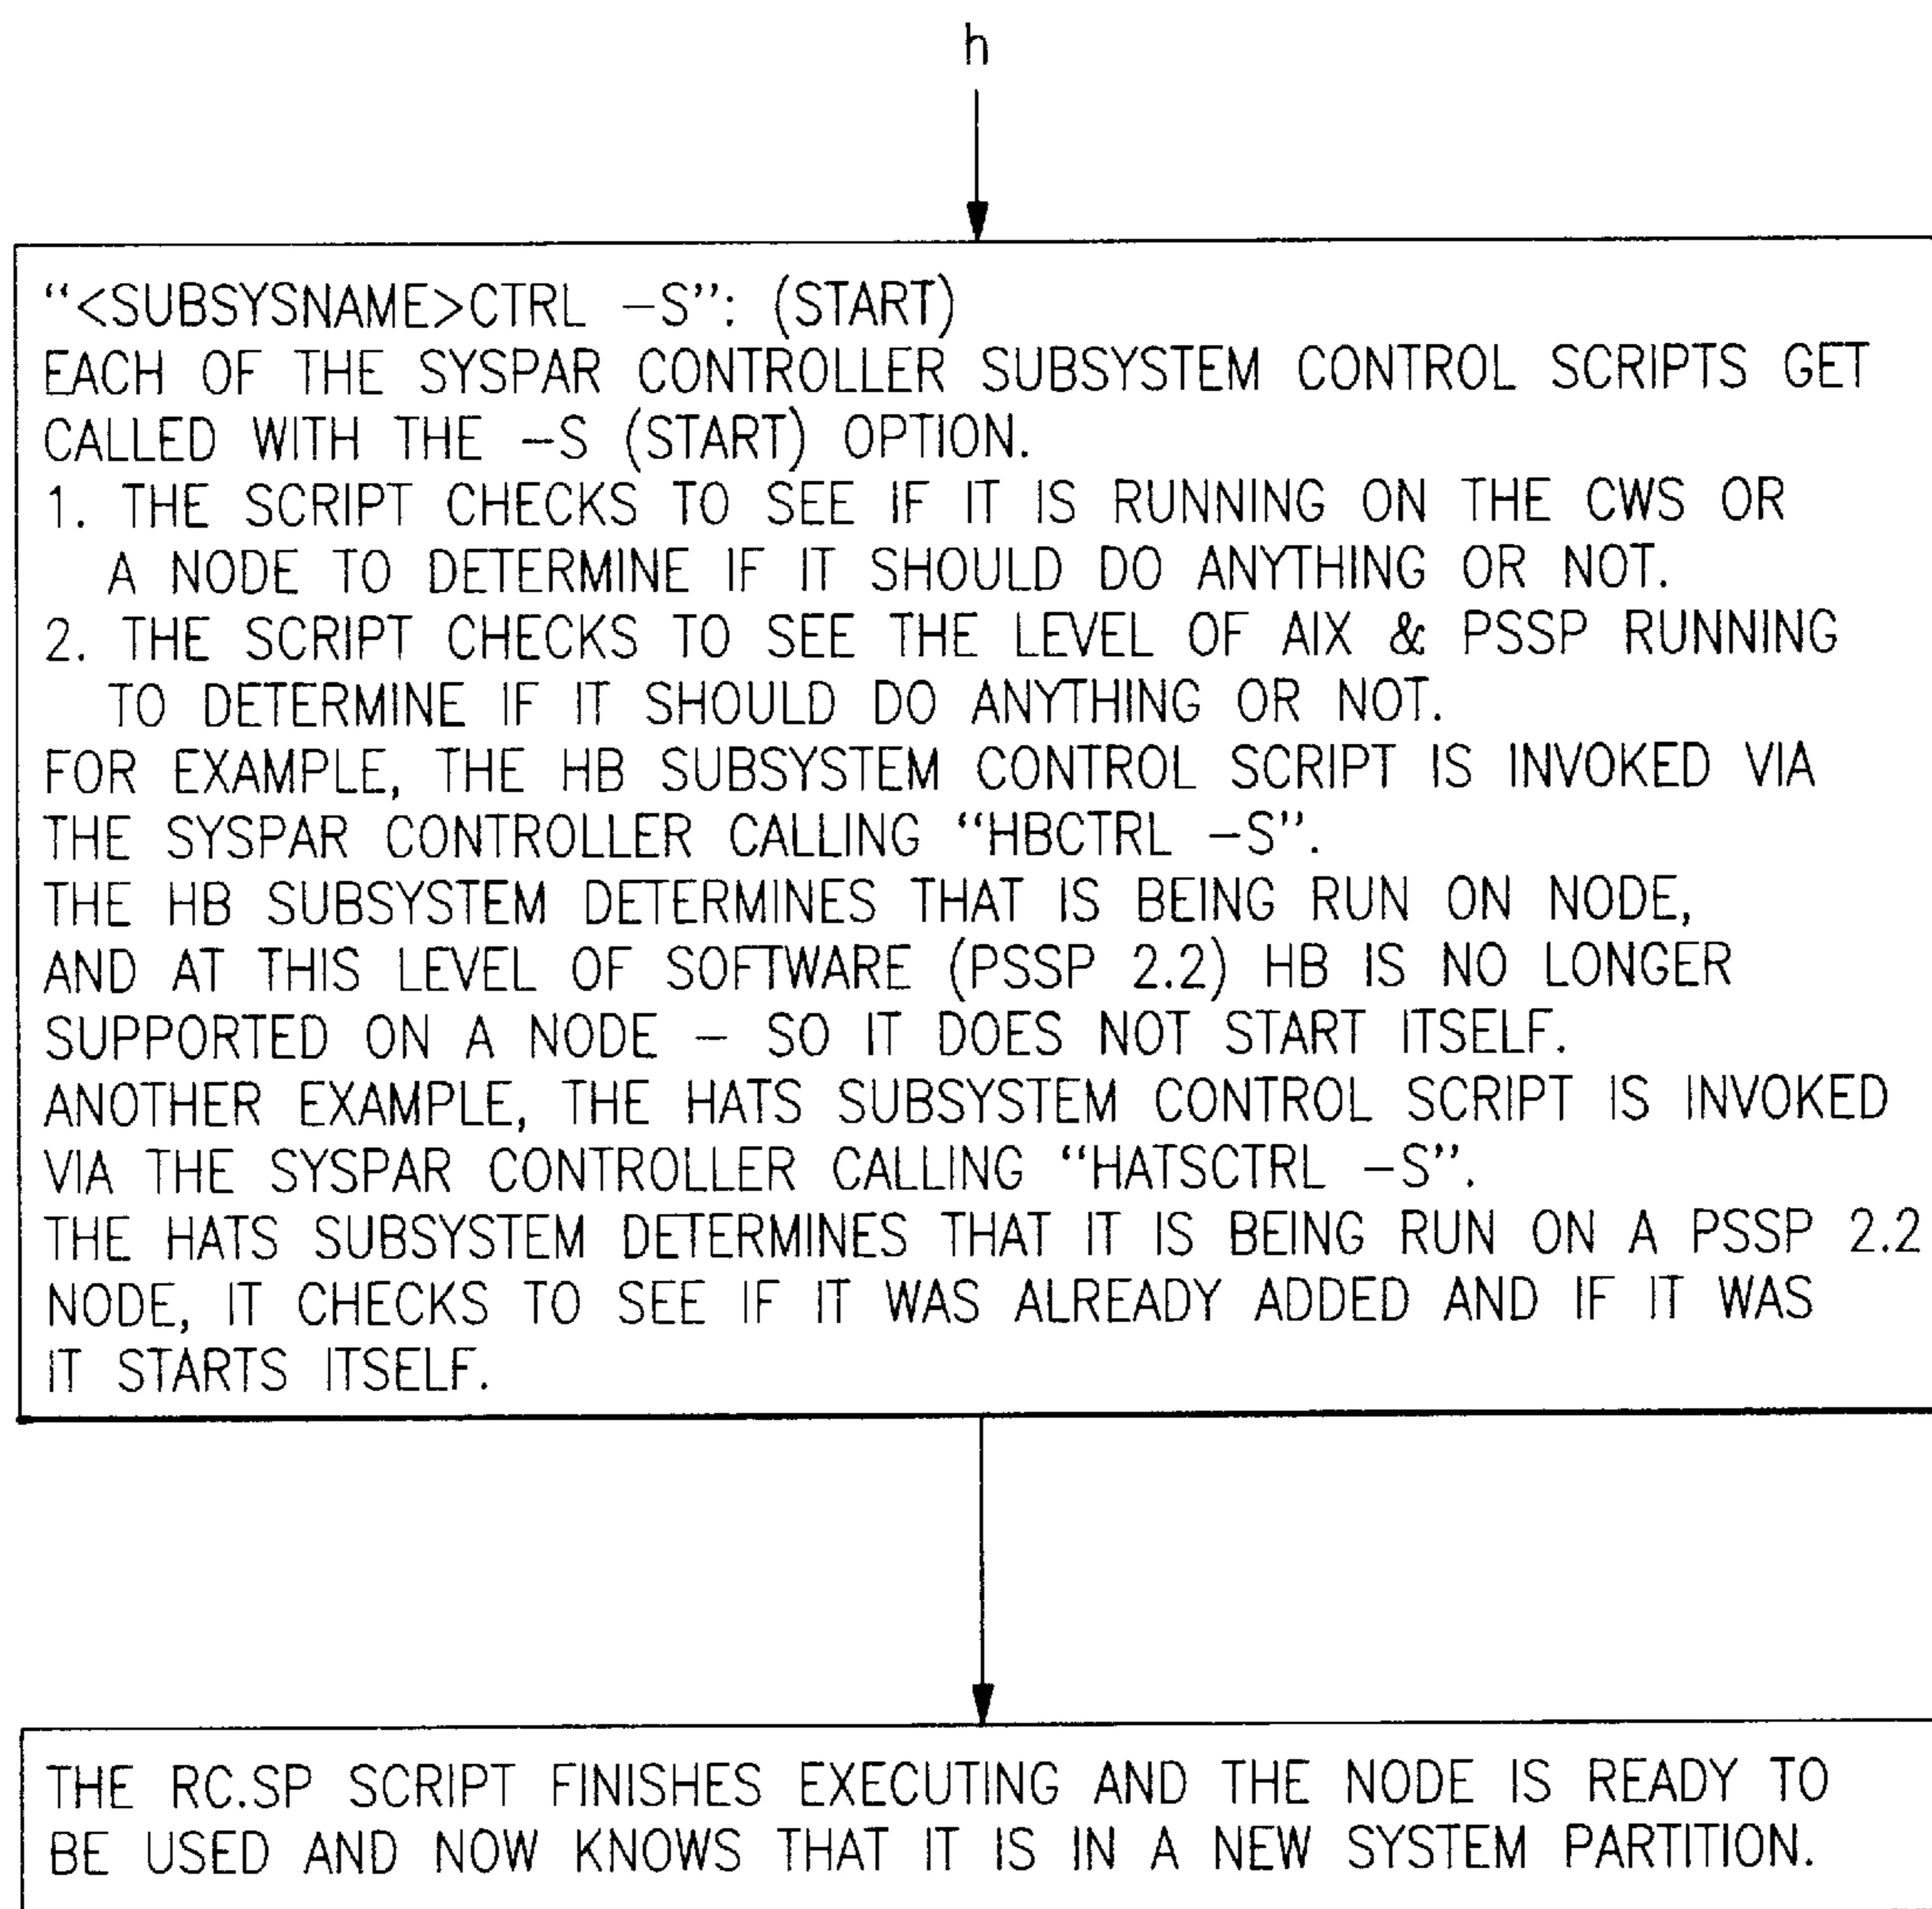 h
“<SUBSYSNAME>CTRL –S”: (START)
EACH OF THE SYSPAR CONTROLLER SUBSYSTEM CONTROL SCRIPTS GET
CALLED WITH THE –S (START) OPTION.
1. THE SCRIPT CHECKS TO SEE IF IT IS RUNNING ON THE CWS OR
A NODE TO DETERMINE IF IT SHOULD DO ANYTHING OR NOT.
2. THE SCRIPT CHECKS TO SEE THE LEVEL OF AIX & PSSP RUNNING
TO DETERMINE IF IT SHOULD DO ANYTHING OR NOT.
FOR EXAMPLE, THE HB SUBSYSTEM CONTROL SCRIPT IS INVOKED VIA
THE SYSPAR CONTROLLER CALLING “HBCTRL –S”.
THE HB SUBSYSTEM DETERMINES THAT IS BEING RUN ON NODE,
AND AT THIS LEVEL OF SOFTWARE (PSSP 2.2) HB IS NO LONGER
SUPPORTED ON A NODE – SO IT DOES NOT START ITSELF.
ANOTHER EXAMPLE, THE HATS SUBSYSTEM CONTROL SCRIPT IS INVOKED
VIA THE SYSPAR CONTROLLER CALLING “HATSCTRL –S”.
THE HATS SUBSYSTEM DETERMINES THAT IT IS BEING RUN ON A PSSP 2.2
NODE, IT CHECKS TO SEE IF IT WAS ALREADY ADDED AND IF IT WAS
IT STARTS ITSELF.
THE RC.SP SCRIPT FINISHES EXECUTING AND THE NODE IS READY TO
BE USED AND NOW KNOWS THAT IT IS IN A NEW SYSTEM PARTITION.